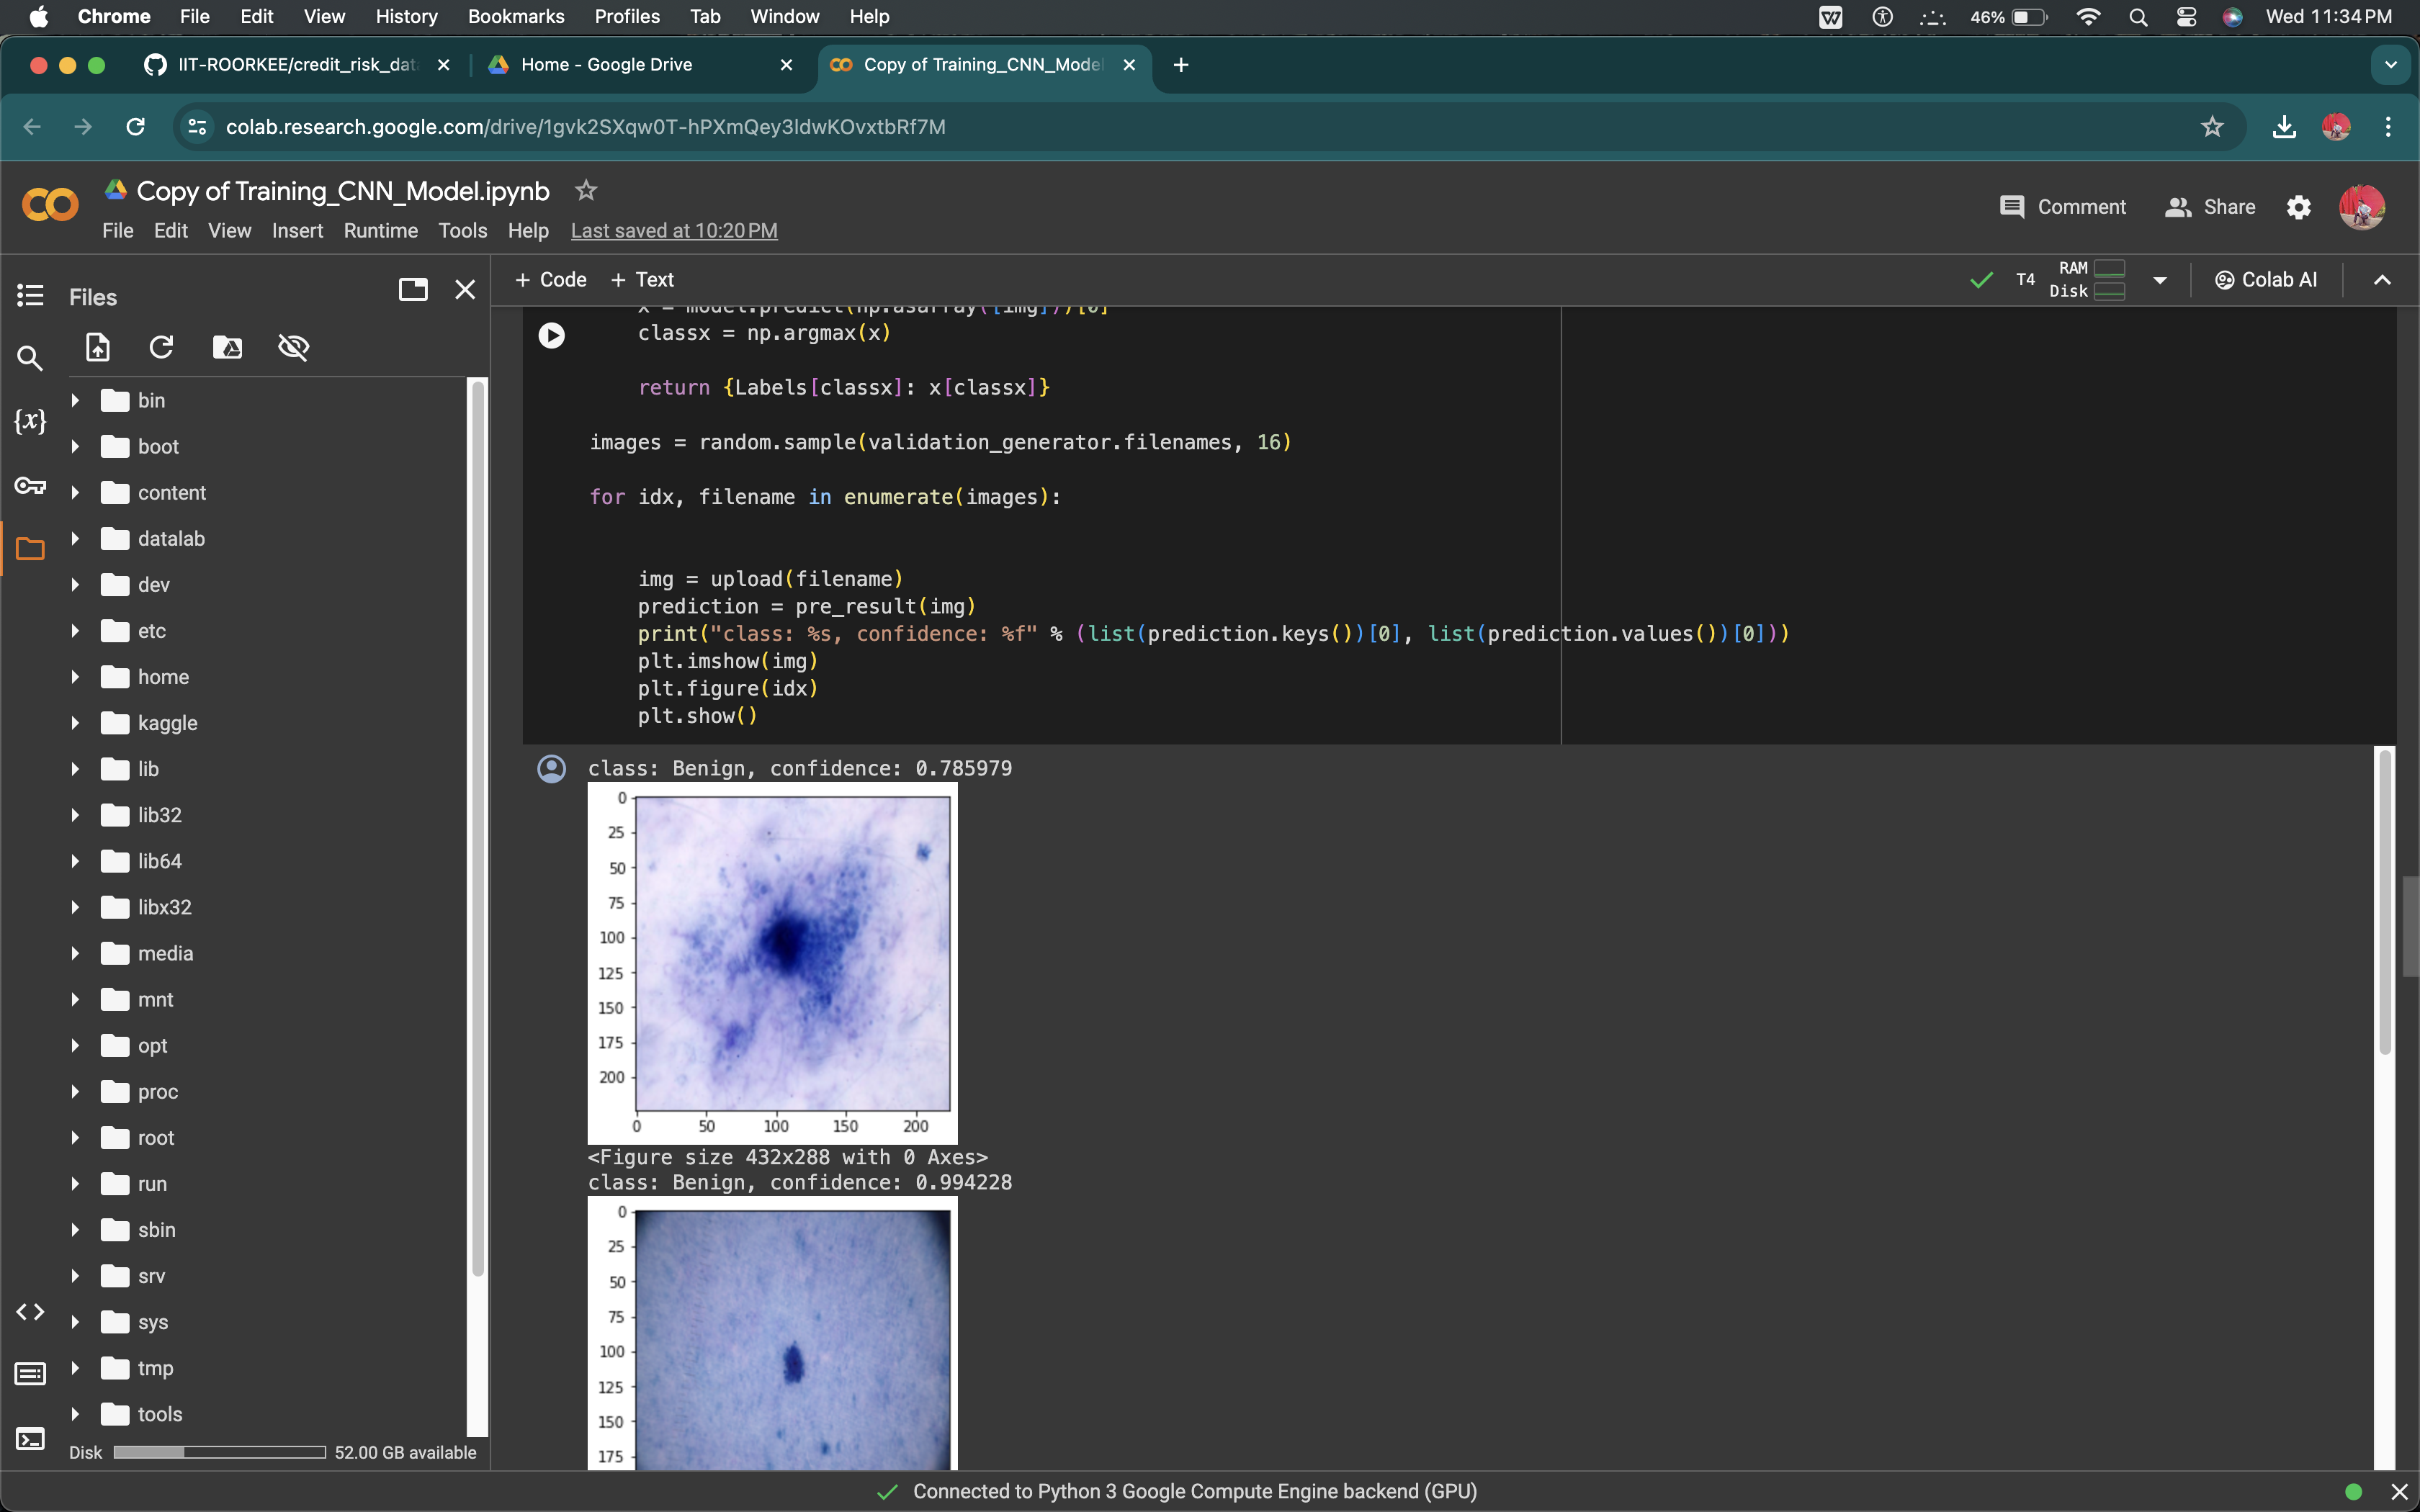 Chrome File Edit View History Bookmarks Profiles Tab Window Help 46% Wed 11:34 PM
IIT-ROORKEE/credit_risk_dat Home - Google Drive Copy of Training_CNN_Model
colab.research.google.com/drive/1gvk2SXqw0T-hPXmQey3ldwKOvxtbRf7M
Copy of Training_CNN_Model.ipynb
Comment Share
File Edit View Insert Runtime Tools Help Last saved at 10:20 PM
Files
+ Code + Text
T4 RAM
Disk
Colab AI
bin
boot
content
datalab
dev
etc
home
kaggle
lib
lib32
lib64
libx32
media
mnt
opt
proc
root
run
sbin
srv
sys
tmp
tools
Disk 52.00 GB available
{x}
x = model.predict(np.asarray([img]))[0]
classx = np.argmax(x)
return {Labels[classx]: x[classx]}
images = random.sample(validation_generator.filenames, 16)
for idx, filename in enumerate(images):
img = upload(filename)
prediction = pre_result(img)
print("class: %s, confidence: %f" % (list(prediction.keys())[0], list(prediction.values())[0]))
plt.imshow(img)
plt.figure(idx)
plt.show()
class: Benign, confidence: 0.785979
0
25
50
75
100
125
150
175
200
0 50 100 150 200
<Figure size 432x288 with 0 Axes>
class: Benign, confidence: 0.994228
0
25
50
75
100
125
150
175
Connected to Python 3 Google Compute Engine backend (GPU)